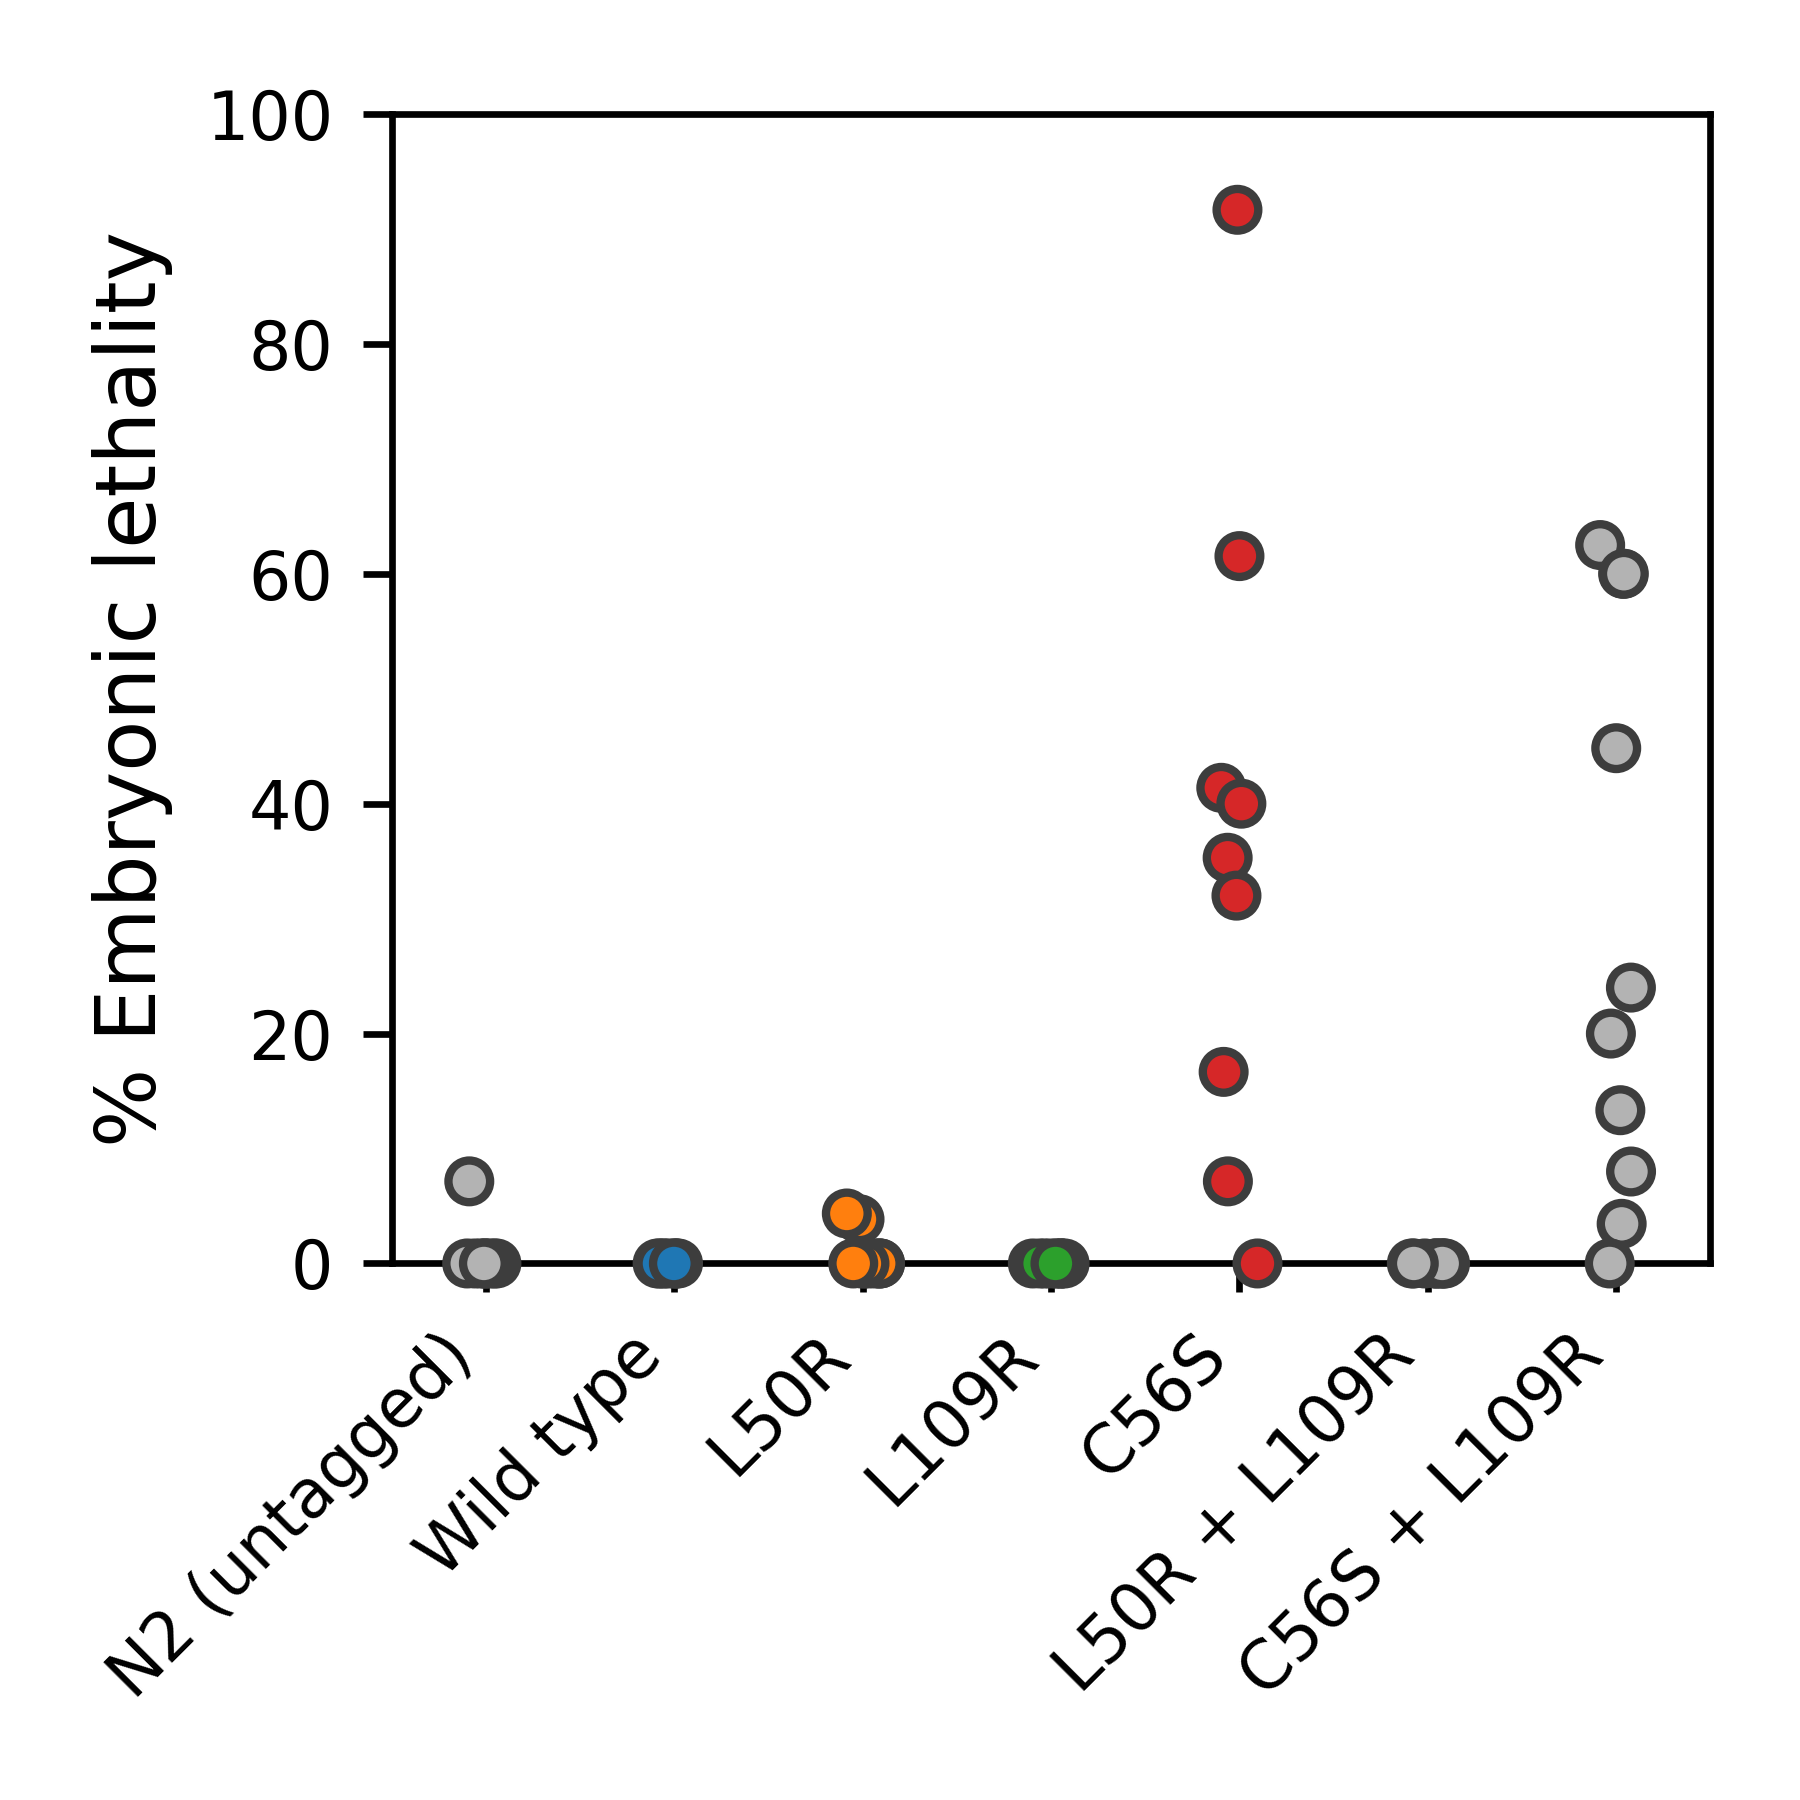 % Embryonic lethality
100
80
60
40
20
0
N2 (untagged)
Wild type
L50R
L109R
C56S
L50R + L109R
C56S + L109R